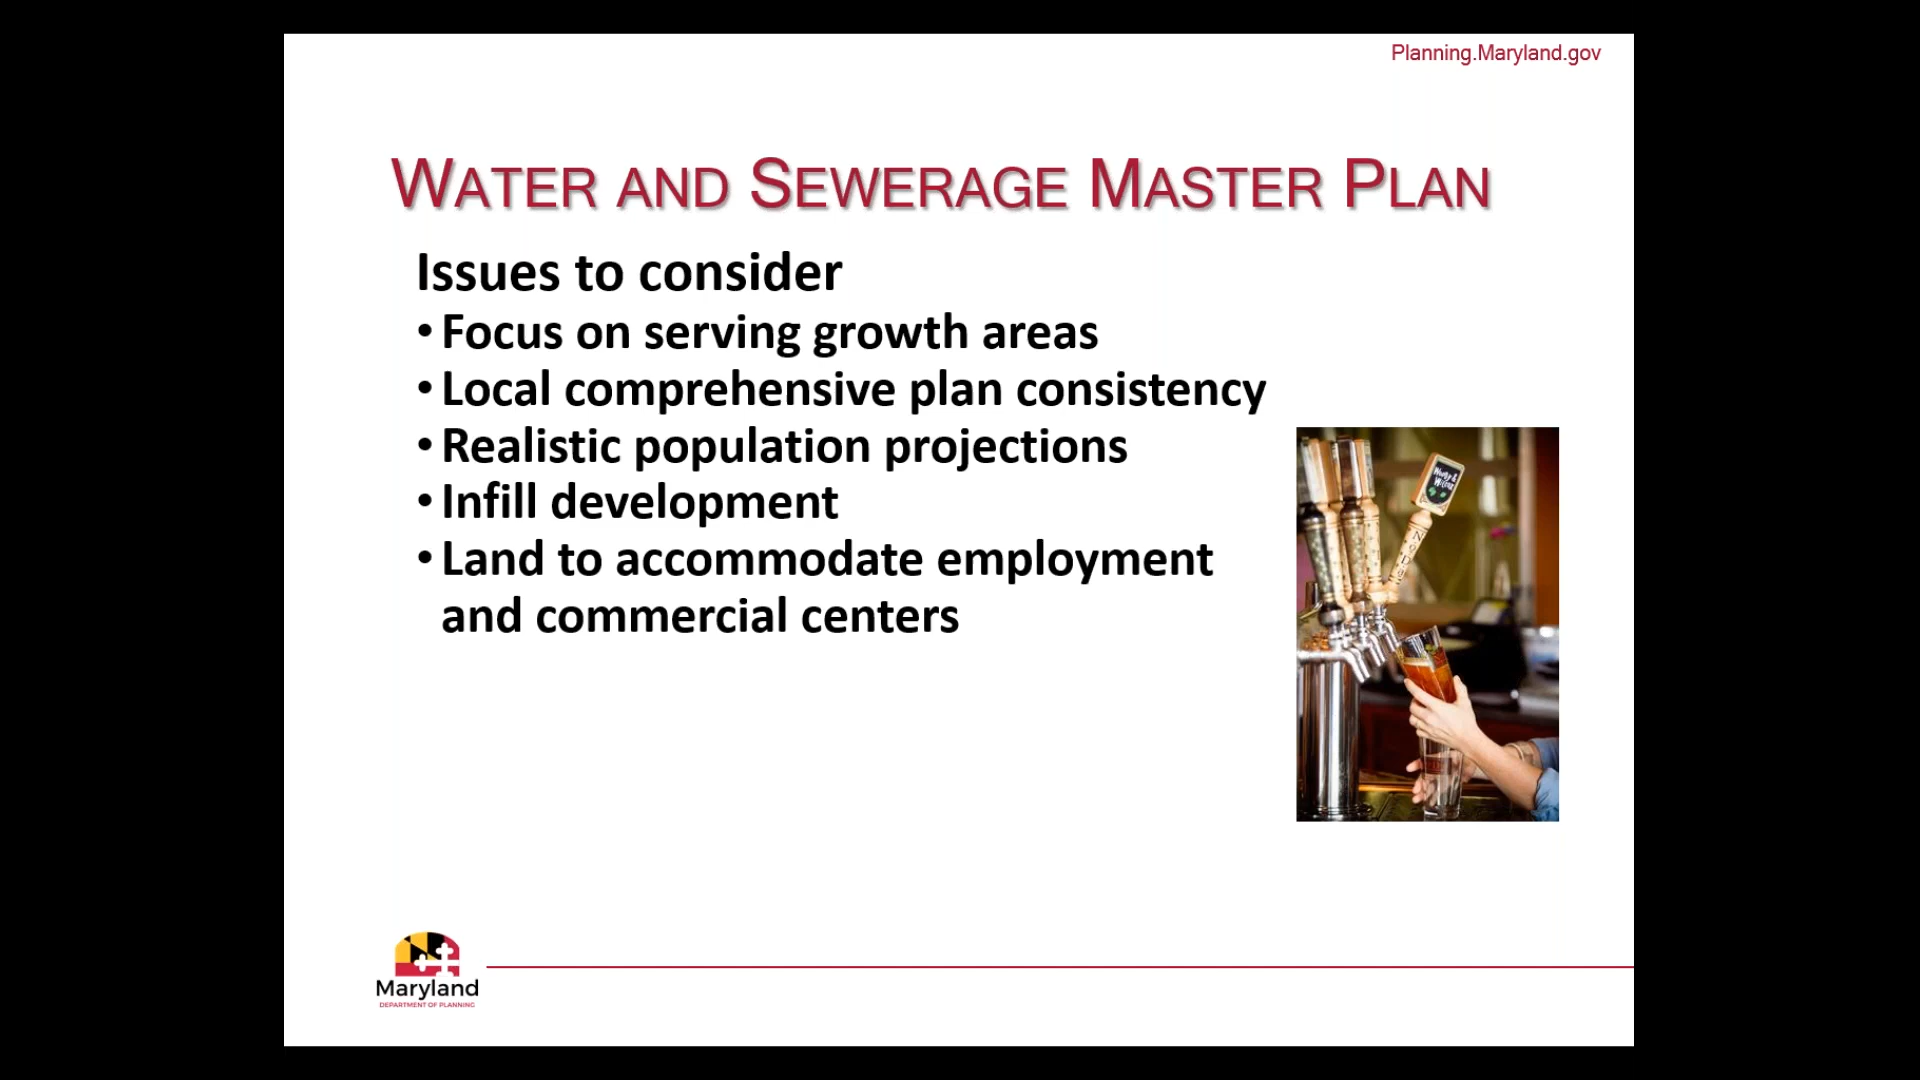 Planning.Maryland.gov
WATER AND SEWERAGE MASTER PLAN
Issues to consider
• Focus on serving growth areas
• Local comprehensive plan consistency
• Realistic population projections
• Infill development
• Land to accommodate employment
and commercial centers
Maryland
DEPARTMENT OF PLANNING